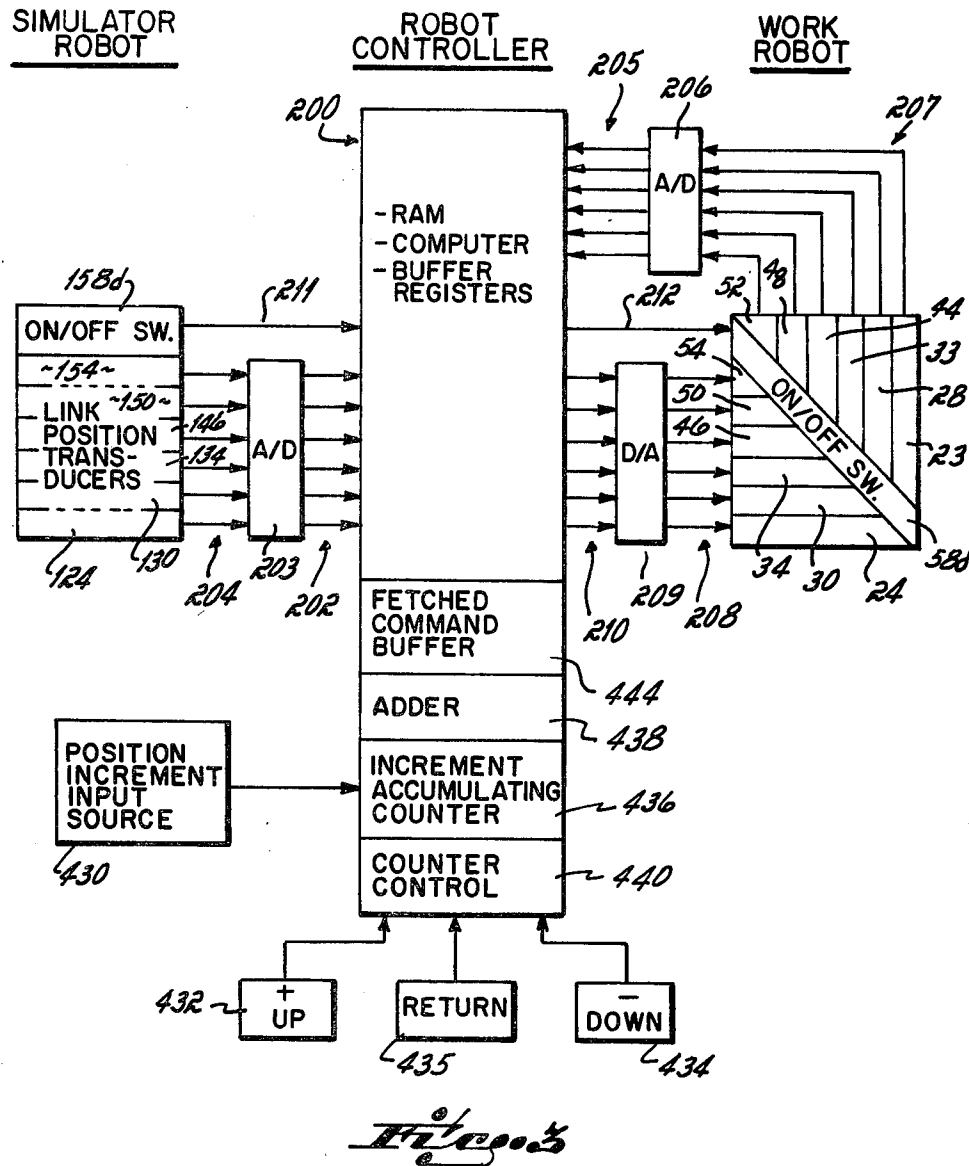 SIMULATOR
ROBOT
ROBOT
CONTROLLER
WORK
ROBOT
200
205
206
207
A/D
- RAM
- COMPUTER
- BUFFER
REGISTERS
158d
211
212
ON/OFF SW.
~154~
~150~
LINK
POSITION
TRANS-
DUCERS
146
134
130
124
204
A/D
203
202
D/A
209
210
208
52
48
44
33
28
23
54
50
46
ON/OFF SW.
34
30
24
58d
FETCHED
COMMAND
BUFFER
444
ADDER
438
POSITION
INCREMENT
INPUT
SOURCE
430
INCREMENT
ACCUMULATING
COUNTER
436
COUNTER
CONTROL
440
+
UP
432
RETURN
435
-
DOWN
434
Fig. 3